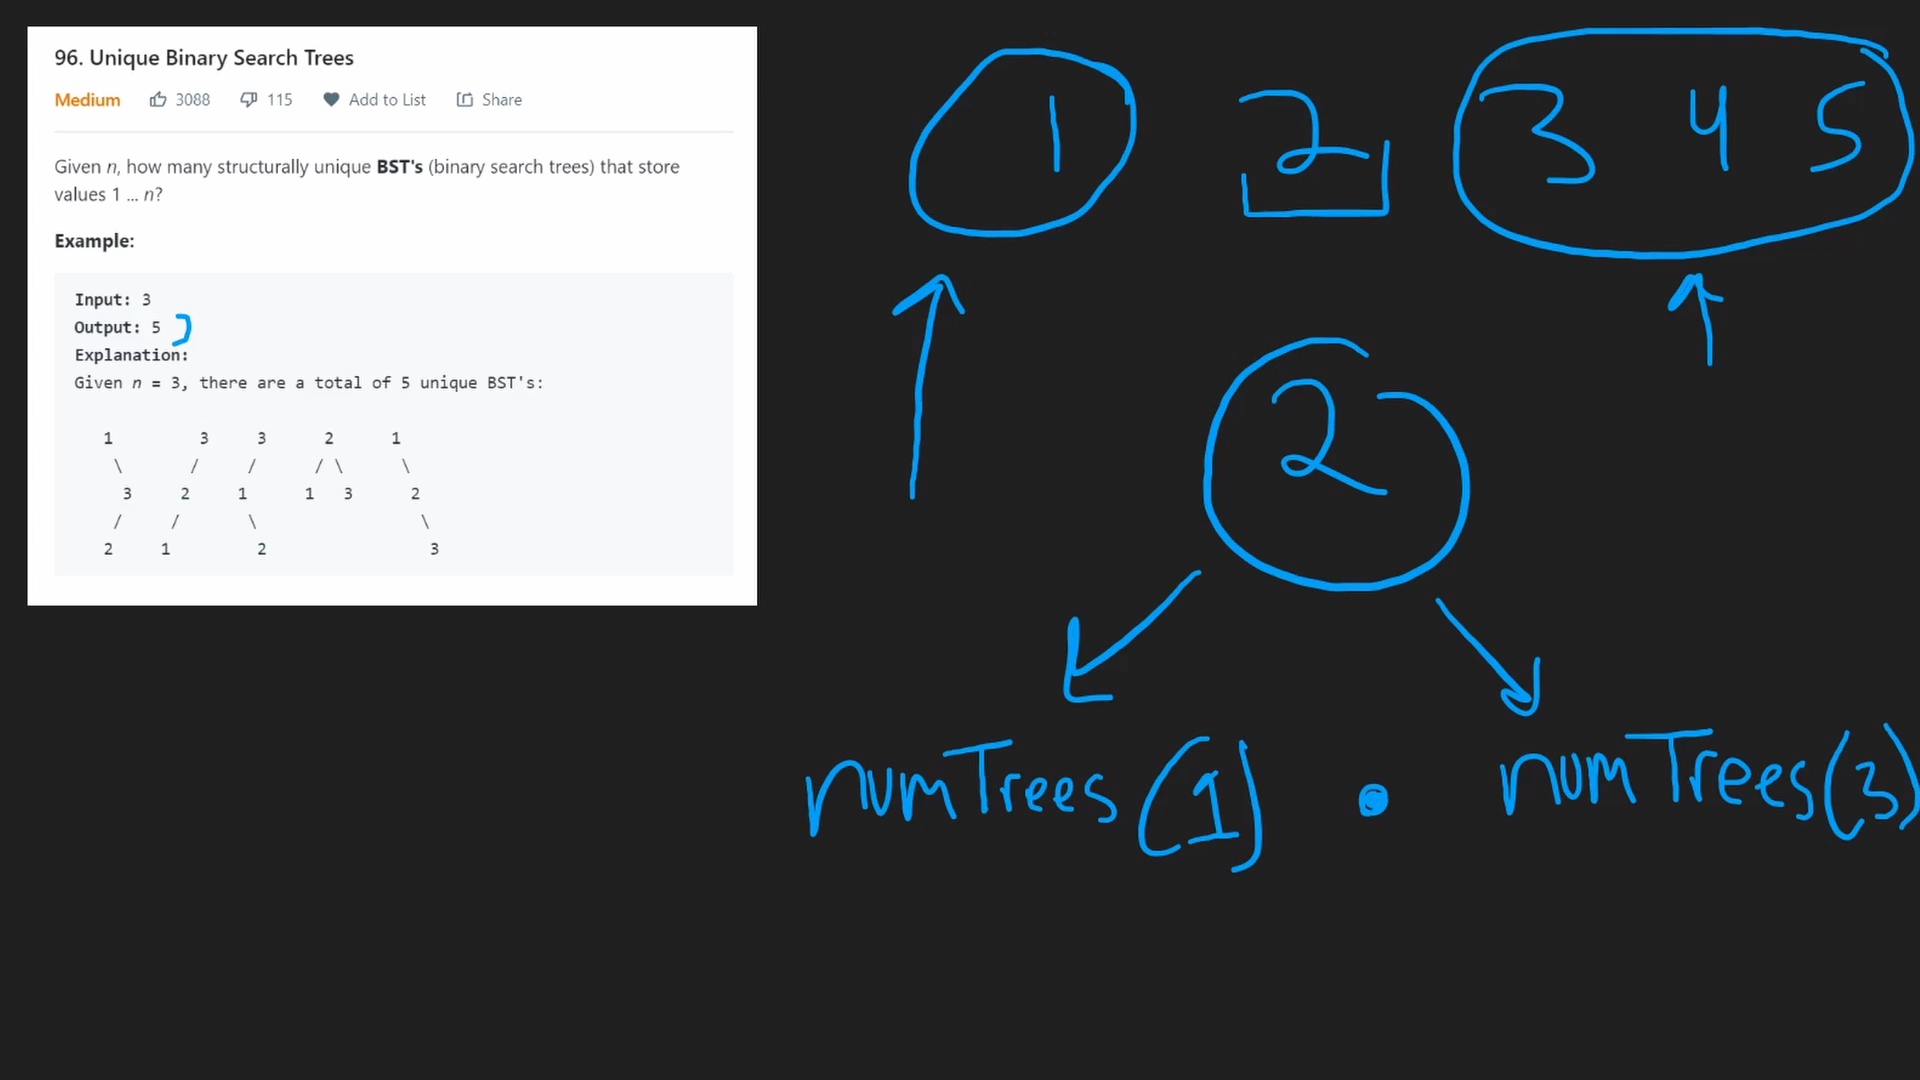 96. Unique Binary Search Trees
Medium 3088 115 Add to List Share
Given n, how many structurally unique BST's (binary search trees) that store
values 1 ... n?
Example:
Input: 3
Output: 5
Explanation:
Given n = 3, there are a total of 5 unique BST's:
1 3 3 2 1
\ / / / \ \
3 2 1 1 3 2
/ / \ \
2 1 2 3
1 2 3 4 5
2
numTrees(1) • numTrees(3)